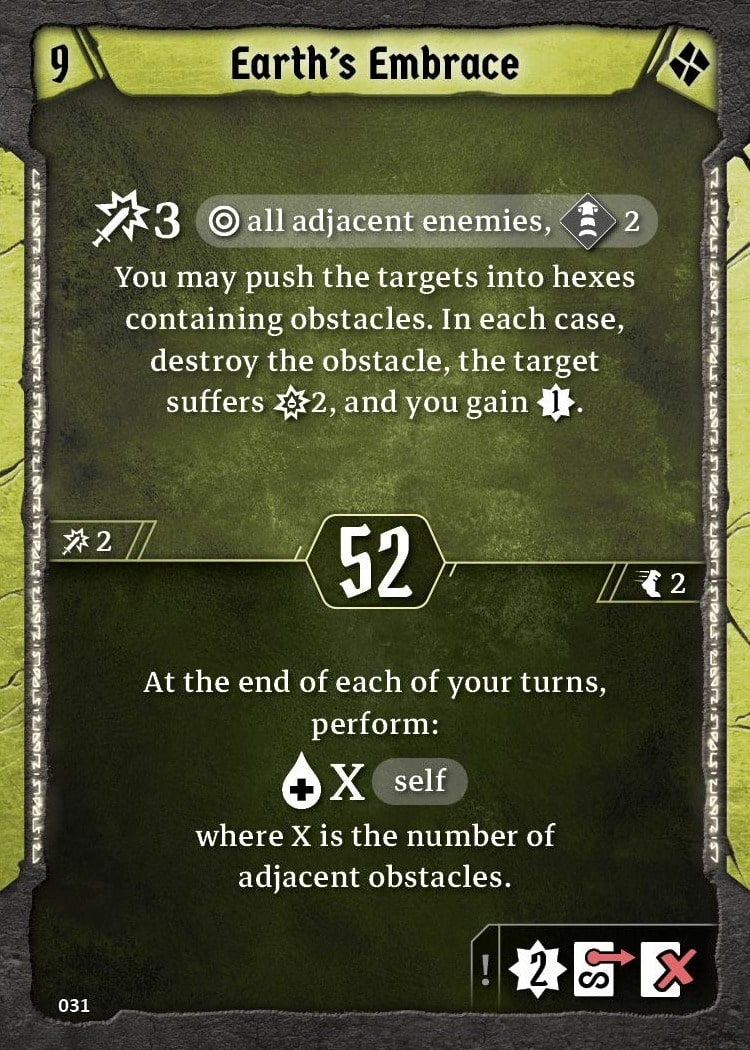 9
Earth's Embrace
3 all adjacent enemies, 2
You may push the targets into hexes
containing obstacles. In each case,
destroy the obstacle, the target
suffers 2, and you gain 1.
2
52
2
At the end of each of your turns,
perform:
X self
where X is the number of
adjacent obstacles.
! 2
031